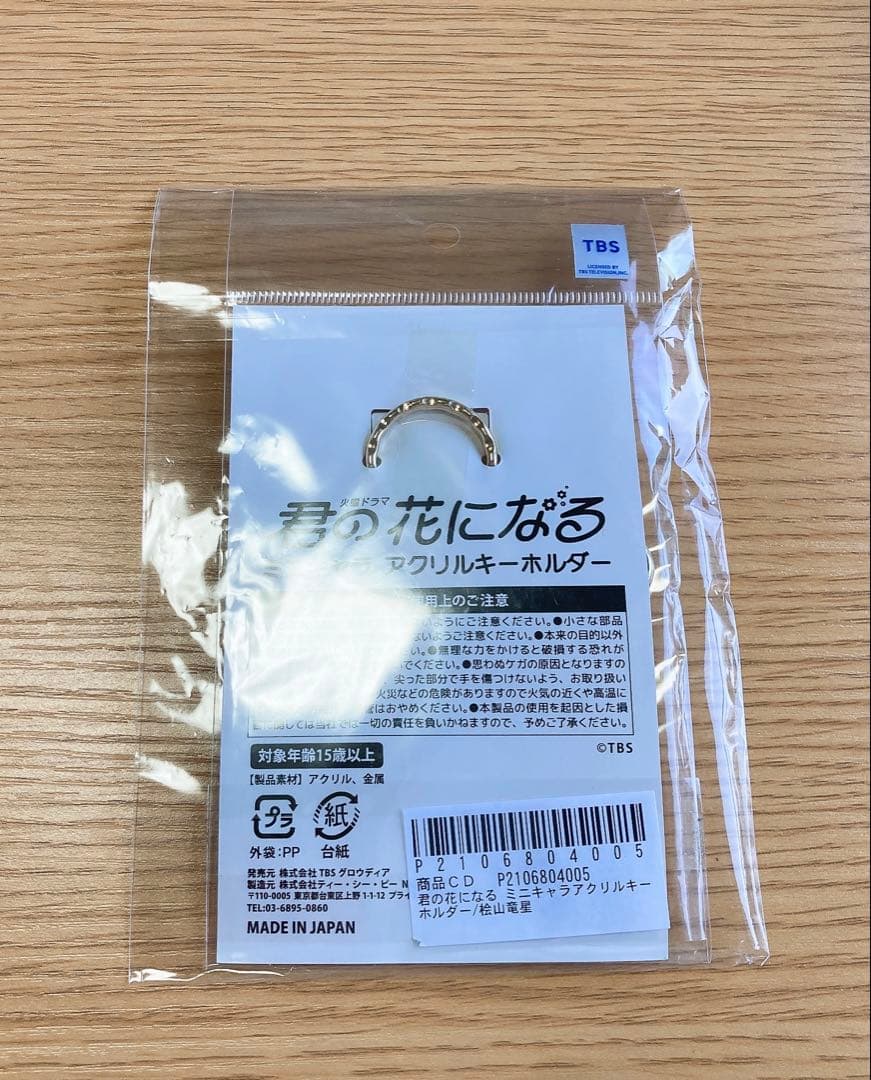 TBS
LICENSED BY
TBS TELEVISION, INC.
火曜ドラマ
君の花になる
アクリルキーホルダー
用上のご注意
ようにご注意ください。●小さな部品
ないようご注意ください。●本来の目的以外
い。●無理な力をかけると破損する恐れが
でください。●思わぬケガの原因となりますの
、尖った部分で手を傷つけないよう、お取り扱い
火災などの危険がありますので火気の近くや高温に
はおやめください。●本製品の使用を起因とした損
に関しては当社では一切の責任を負いかねますので、予めご了承ください。
©TBS
対象年齢15歳以上
【製品素材】アクリル、金属
プラ
紙
外袋:PP
台紙
発売元 株式会社 TBS グロウディア
製造元 株式会社ティー・シー・ピー N
〒110-0005 東京都台東区上野 1-1-12 プライ
TEL:03-6895-0860
MADE IN JAPAN
P2106804005
商品CD P2106804005
君の花になる ミニキャラアクリルキー
ホルダー/桧山竜星